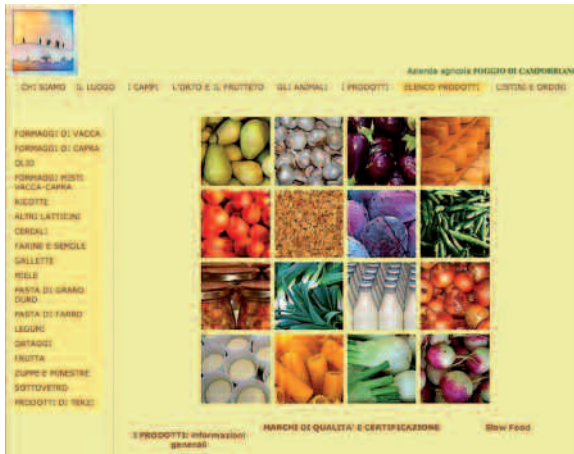 Azienda agricola POGGIO DI CAMPORBIANO
CHI SIAMO IL LUOGO I CAMPI L'ORTO E IL FRUTTETO GLI ANIMALI I PRODOTTI ELENCO PRODOTTI LISTINI E ORDINI
FORMAGGI DI VACCA
FORMAGGI DI CAPRA
OLIO
FORMAGGI MISTI
VACCA-CAPRA
RICOTTE
ALTRI LATTICINI
CEREALI
FARINE E SEMOLE
GALLETTE
MIELE
PASTA DI GRANO
DURO
PASTA DI FARRO
LEGUMI
ORTAGGI
FRUTTA
ZUPPE E MINESTRE
SOTTOVETRO
PRODOTTI DI TERZI
I PRODOTTI: informazioni
generali
MARCHI DI QUALITA' E CERTIFICAZIONE
Slow Food